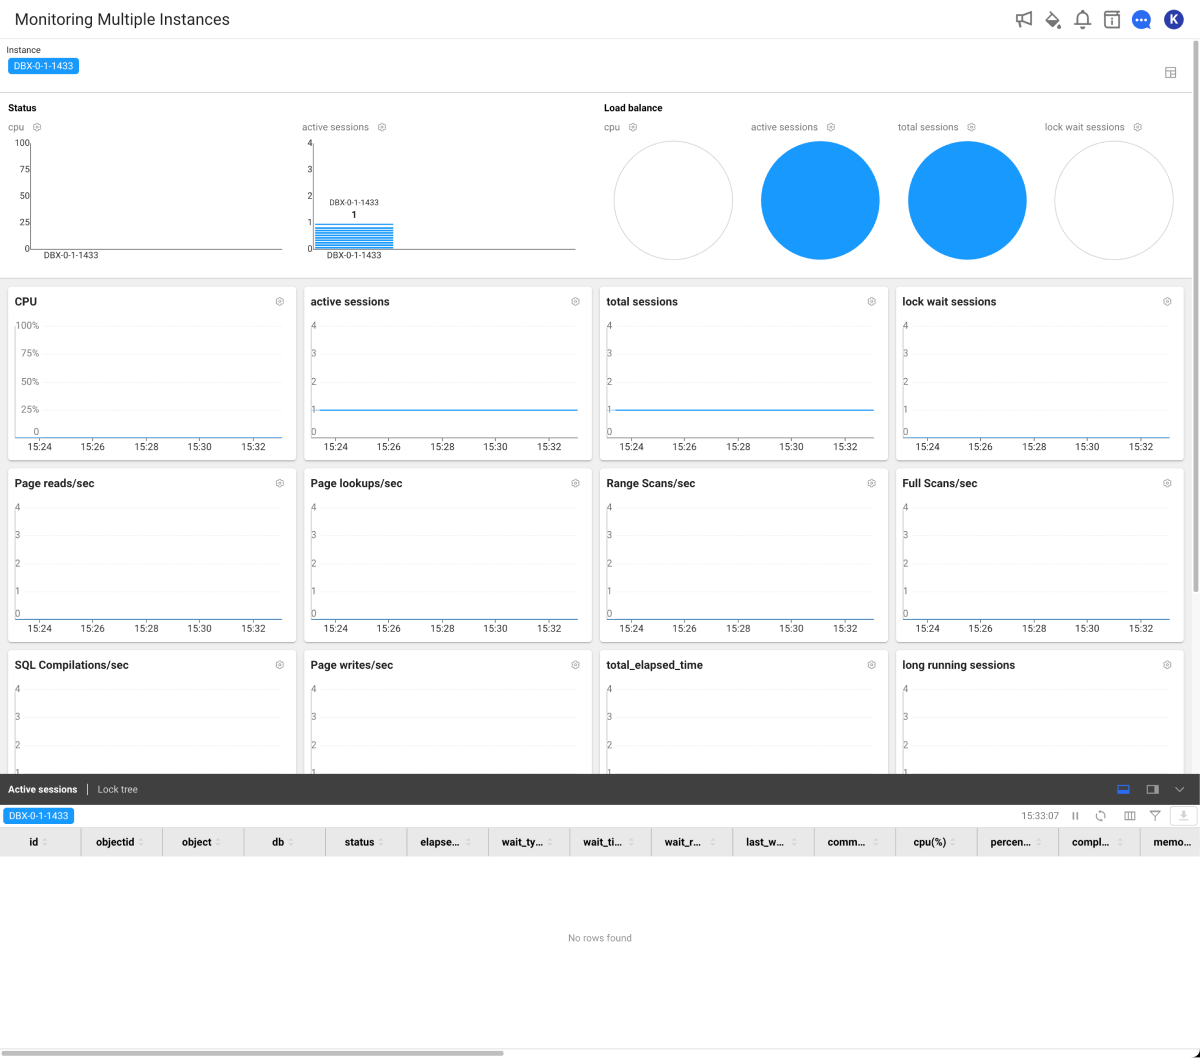 Monitoring Multiple Instances
K
Instance
DBX-0-1-1433
Status
Load balance
cpu
active sessions
cpu
active sessions
total sessions
lock wait sessions
100
75
50
25
0
DBX-0-1-1433
4
3
2
1
0
DBX-0-1-1433
1
DBX-0-1-1433
CPU
100%
75%
50%
25%
0
15:24 15:26 15:28 15:30 15:32
active sessions
4
3
2
1
0
15:24 15:26 15:28 15:30 15:32
total sessions
4
3
2
1
0
15:24 15:26 15:28 15:30 15:32
lock wait sessions
4
3
2
1
0
15:24 15:26 15:28 15:30 15:32
Page reads/sec
4
3
2
1
0
15:24 15:26 15:28 15:30 15:32
Page lookups/sec
4
3
2
1
0
15:24 15:26 15:28 15:30 15:32
Range Scans/sec
4
3
2
1
0
15:24 15:26 15:28 15:30 15:32
Full Scans/sec
4
3
2
1
0
15:24 15:26 15:28 15:30 15:32
SQL Compilations/sec
4
3
2
1
Page writes/sec
4
3
2
1
total_elapsed_time
4
3
2
1
long running sessions
4
3
2
1
Active sessions | Lock tree
DBX-0-1-1433
15:33:07
id objectid object db status elapse... wait_ty... wait_ti... wait_r... last_w... comm... cpu(%) percen... compl... memo...
No rows found